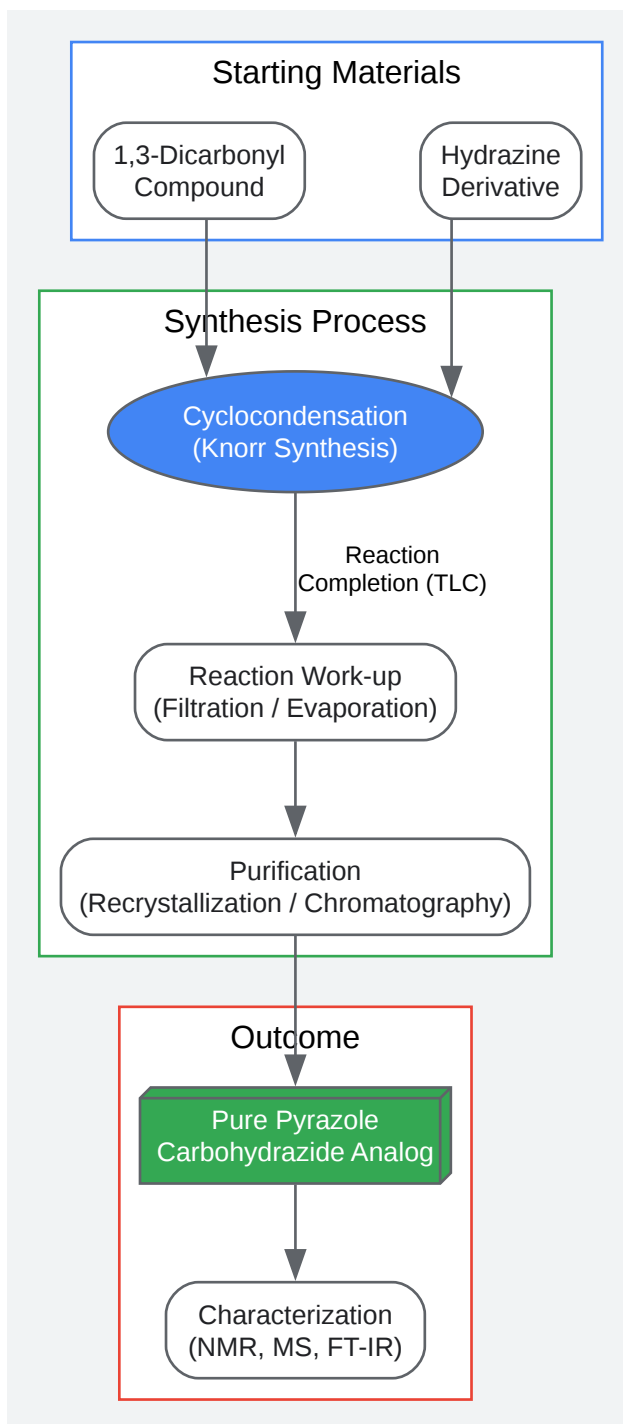 Starting Materials
1,3-Dicarbonyl
Compound
Hydrazine
Derivative
Synthesis Process
Cyclocondensation
(Knorr Synthesis)
Reaction
Completion (TLC)
Reaction Work-up
(Filtration / Evaporation)
Purification
(Recrystallization / Chromatography)
Outcome
Pure Pyrazole
Carbohydrazide Analog
Characterization
(NMR, MS, FT-IR)